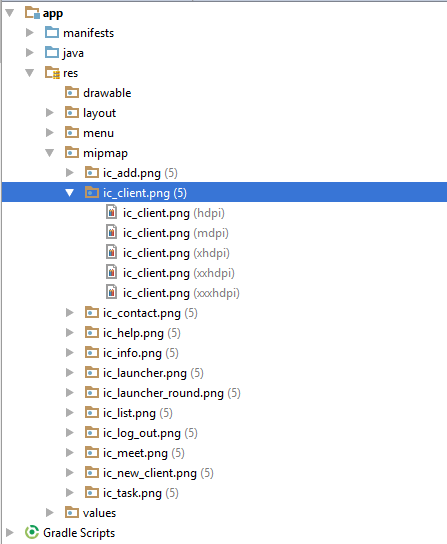 app
manifests
java
res
drawable
layout
menu
mipmap
ic_add.png (5)
ic_client.png (5)
ic_client.png (hdpi)
ic_client.png (mdpi)
ic_client.png (xhdpi)
ic_client.png (xxhdpi)
ic_client.png (xxxhdpi)
ic_contact.png (5)
ic_help.png (5)
ic_info.png (5)
ic_launcher.png (5)
ic_launcher_round.png (5)
ic_list.png (5)
ic_log_out.png (5)
ic_meet.png (5)
ic_new_client.png (5)
ic_task.png (5)
values
Gradle Scripts